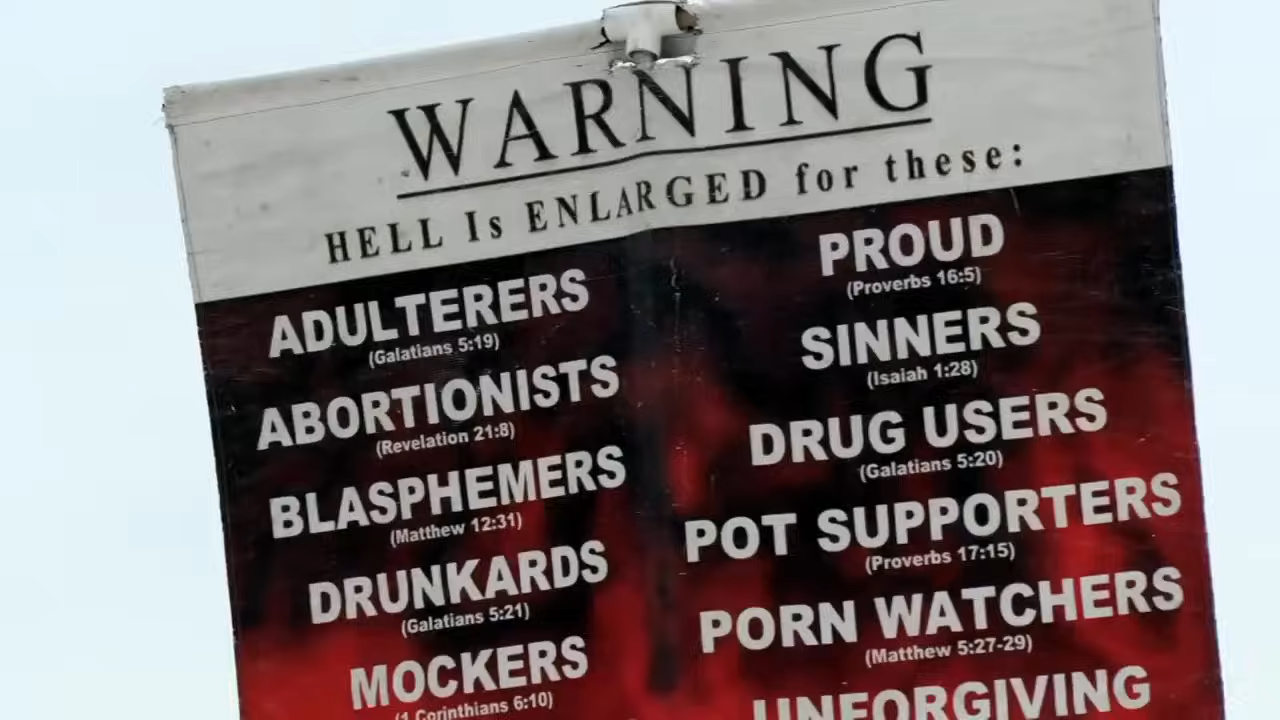 WARNING
HELL Is ENLARGED for these:
ADULTERERS
(Galatians 5:19)
ABORTIONISTS
(Revelation 21:8)
BLASPHEMERS
(Matthew 12:31)
DRUNKARDS
(Galatians 5:21)
MOCKERS
(1 Corinthians 6:10)
PROUD
(Proverbs 16:5)
SINNERS
(Isaiah 1:28)
DRUG USERS
(Galatians 5:20)
POT SUPPORTERS
(Proverbs 17:15)
PORN WATCHERS
(Matthew 5:27-29)
UNFORGIVING